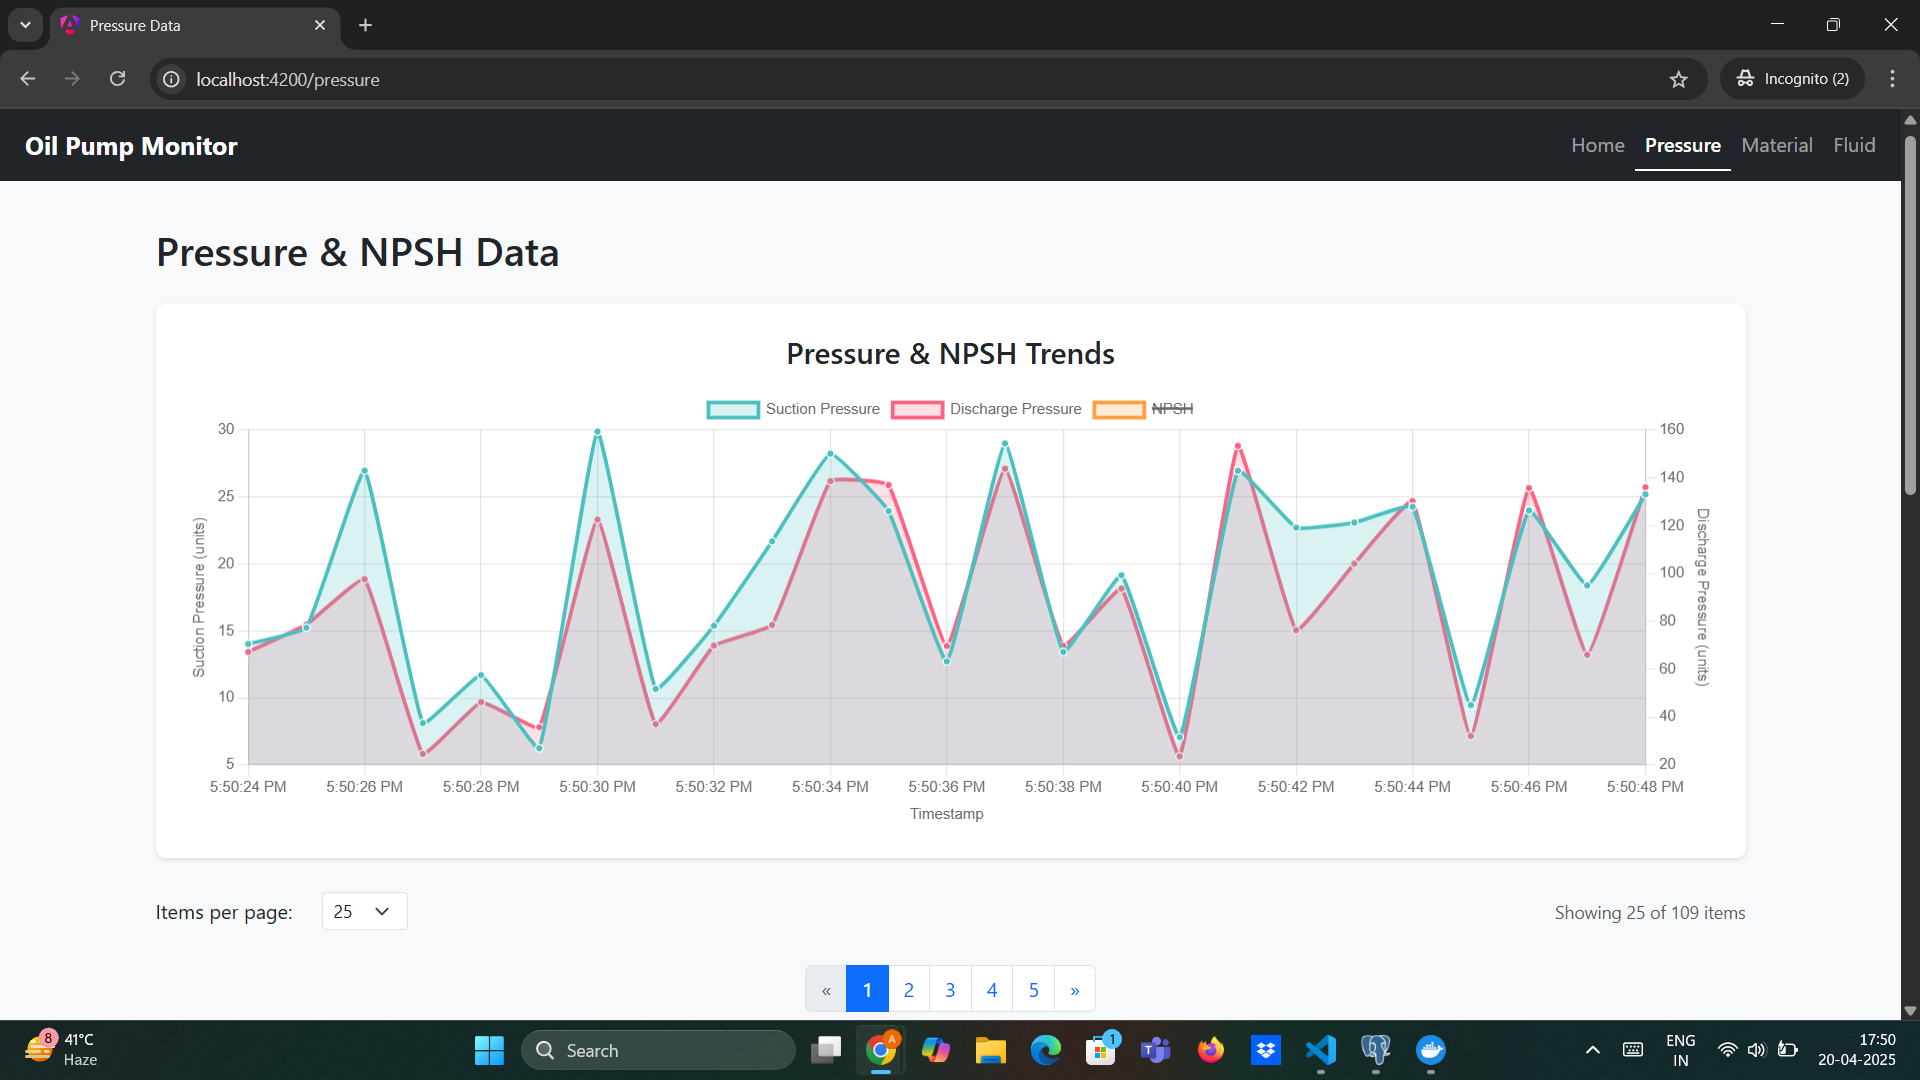 Pressure Data
localhost:4200/pressure
Incognito (2)
Oil Pump Monitor
Home Pressure Material Fluid
Pressure & NPSH Data
Pressure & NPSH Trends
Suction Pressure Discharge Pressure NPSH
30
25
20
15
10
5
Suction Pressure (units)
160
140
120
100
80
60
40
20
Discharge Pressure (units)
5:50:24 PM 5:50:26 PM 5:50:28 PM 5:50:30 PM 5:50:32 PM 5:50:34 PM 5:50:36 PM 5:50:38 PM 5:50:40 PM 5:50:42 PM 5:50:44 PM 5:50:46 PM 5:50:48 PM
Timestamp
Items per page: 25
Showing 25 of 109 items
« 1 2 3 4 5 »
8
41°C
Haze
Search
A
1
T
ENG
IN
17:50
20-04-2025